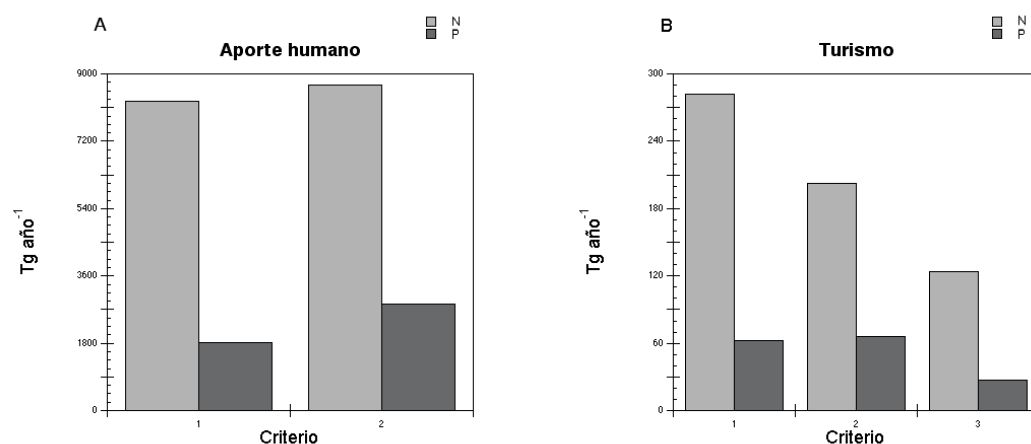 A
N
P
Aporte humano
9000
7200
5400
3600
1800
0
Tg año⁻¹
1
2
Criterio
B
N
P
Turismo
300
240
180
120
60
0
Tg año⁻¹
1
2
3
Criterio